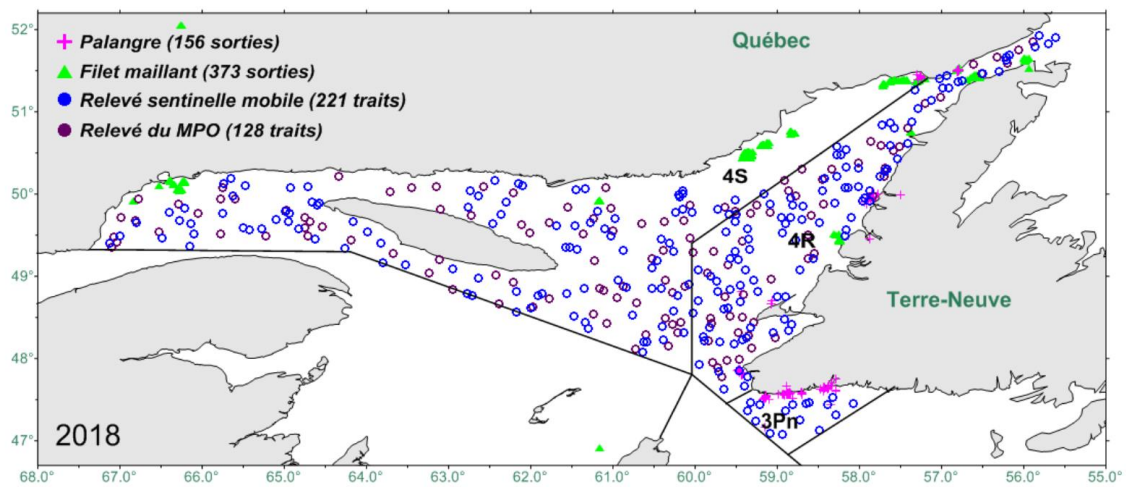 52°
51°
50°
49°
48°
47°
Palangre (156 sorties)
Filet maillant (373 sorties)
Relevé sentinelle mobile (221 traits)
Relevé du MPO (128 traits)
Québec
4S
4R
Terre-Neuve
3Pn
2018
68.0° 67.0° 66.0° 65.0° 64.0° 63.0° 62.0° 61.0° 60.0° 59.0° 58.0° 57.0° 56.0° 55.0°